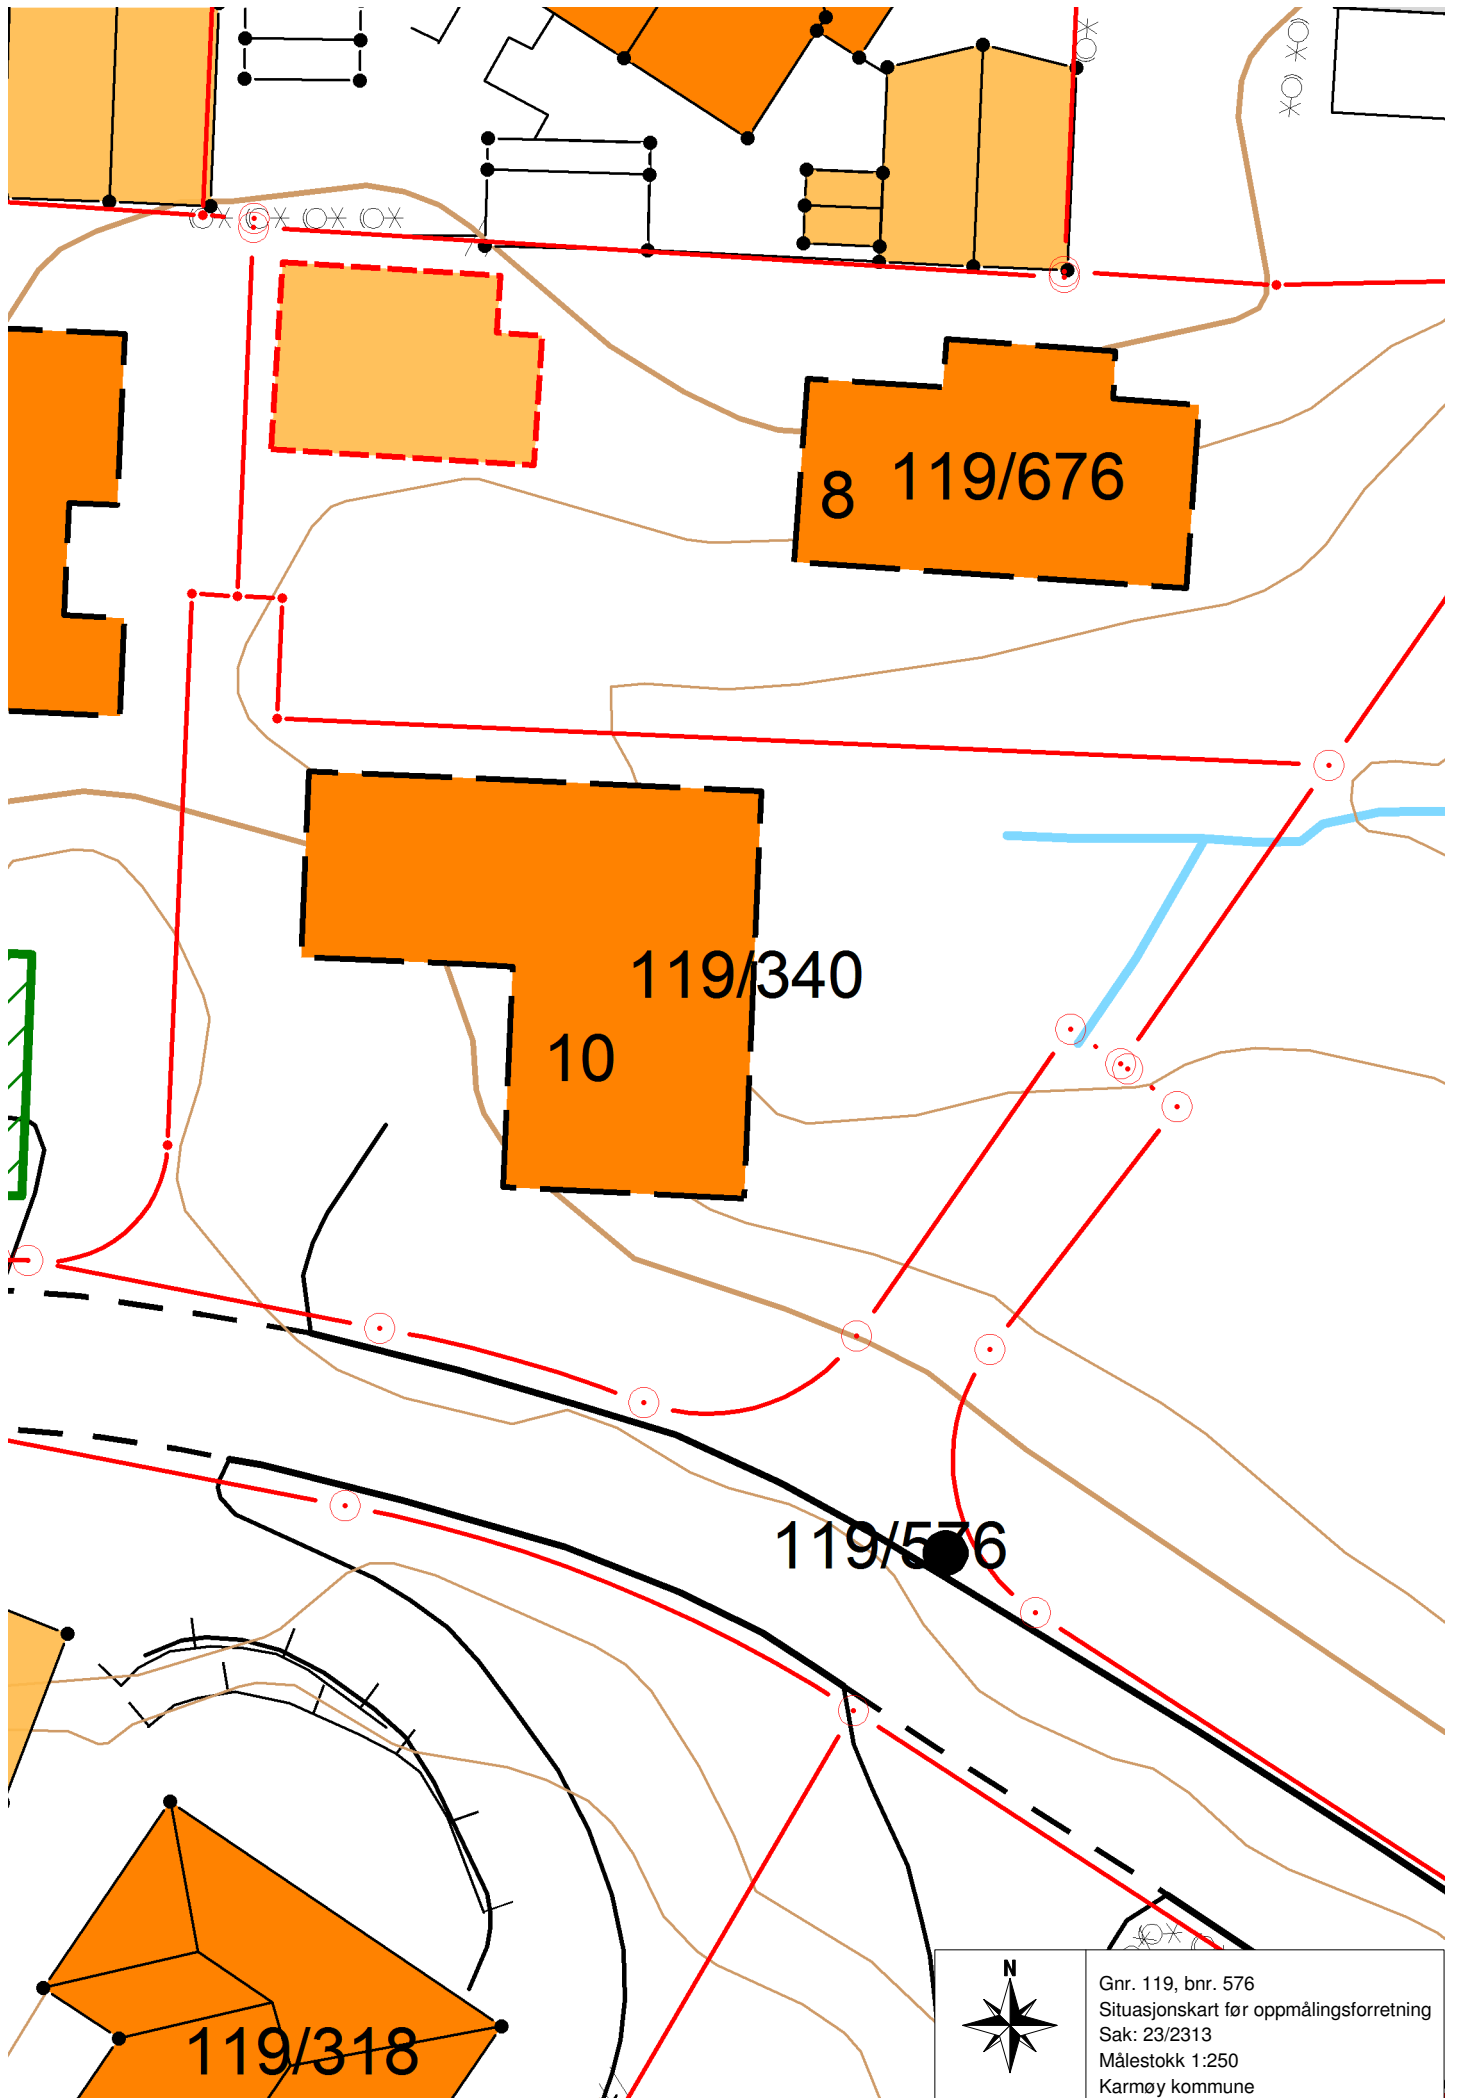 8 119/676
119/340
10
119/576
119/318
N
Gnr. 119, bnr. 576
Situasjonskart før oppmålingsforretning
Sak: 23/2313
Målestokk 1:250
Karmøy kommune